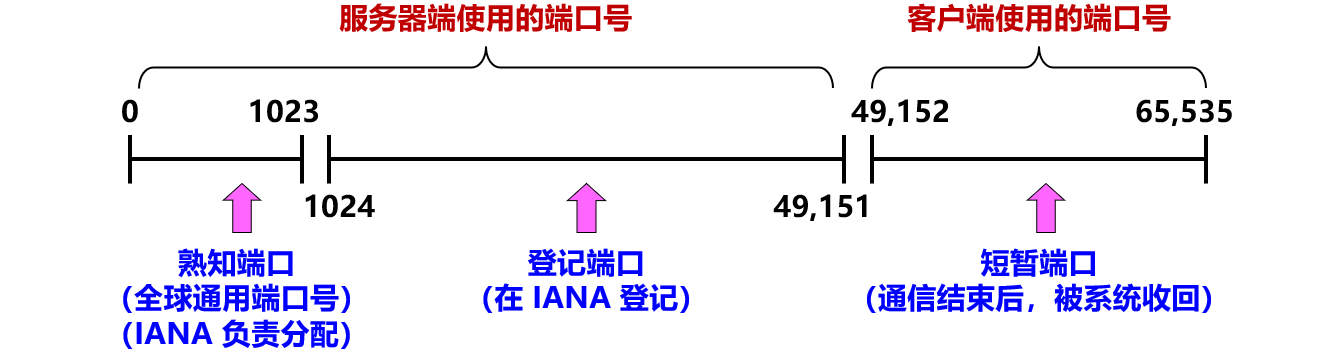 服务器端使用的端口号
客户端使用的端口号
0
1023
49,152
65,535
1024
49,151
熟知端口
(全球通用端口号)
(IANA 负责分配)
登记端口
(在 IANA 登记)
短暂端口
(通信结束后，被系统收回)